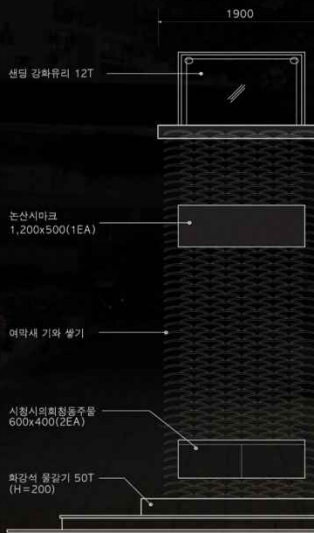 1900
샌딩 강화유리 12T
논산시마크
1,200x500(1EA)
여막새 기와 쌓기
시청시의회청동주물
600x400(2EA)
화강석 물갈기 50T
(H=200)